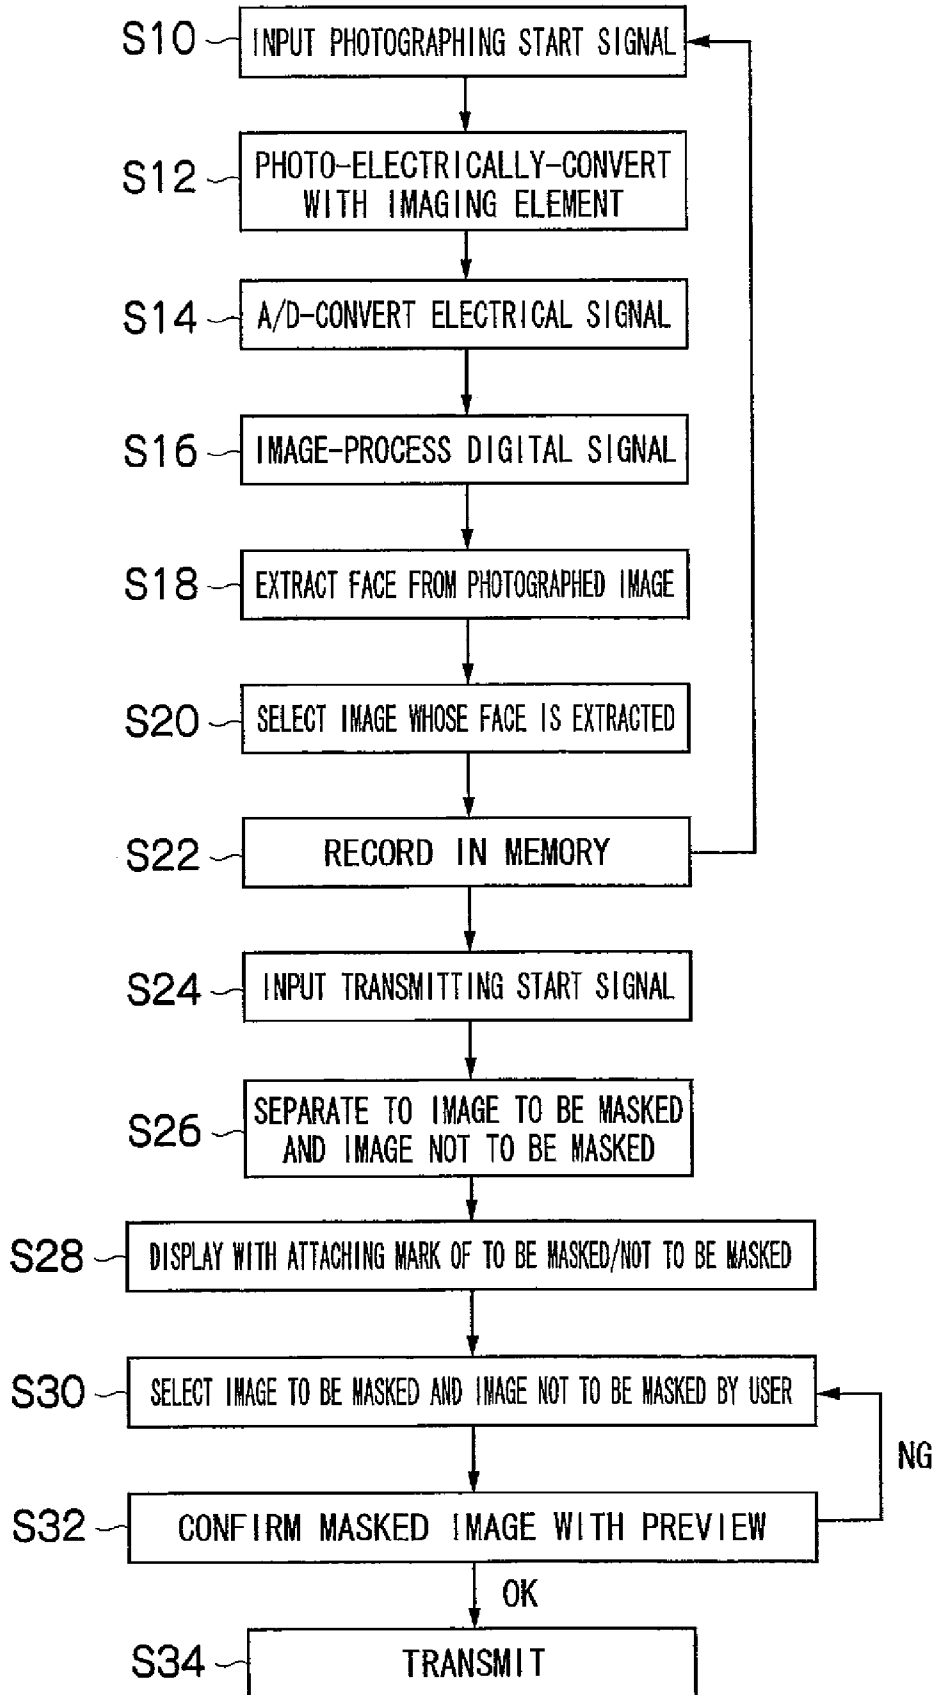 S10 INPUT PHOTOGRAPHING START SIGNAL
S12 PHOTO-ELECTRICALLY-CONVERT
WITH IMAGING ELEMENT
S14 A/D-CONVERT ELECTRICAL SIGNAL
S16 IMAGE-PROCESS DIGITAL SIGNAL
S18 EXTRACT FACE FROM PHOTOGRAPHED IMAGE
S20 SELECT IMAGE WHOSE FACE IS EXTRACTED
S22 RECORD IN MEMORY
S24 INPUT TRANSMITTING START SIGNAL
S26 SEPARATE TO IMAGE TO BE MASKED
AND IMAGE NOT TO BE MASKED
S28 DISPLAY WITH ATTACHING MARK OF TO BE MASKED/NOT TO BE MASKED
S30 SELECT IMAGE TO BE MASKED AND IMAGE NOT TO BE MASKED BY USER
NG
S32 CONFIRM MASKED IMAGE WITH PREVIEW
OK
S34 TRANSMIT